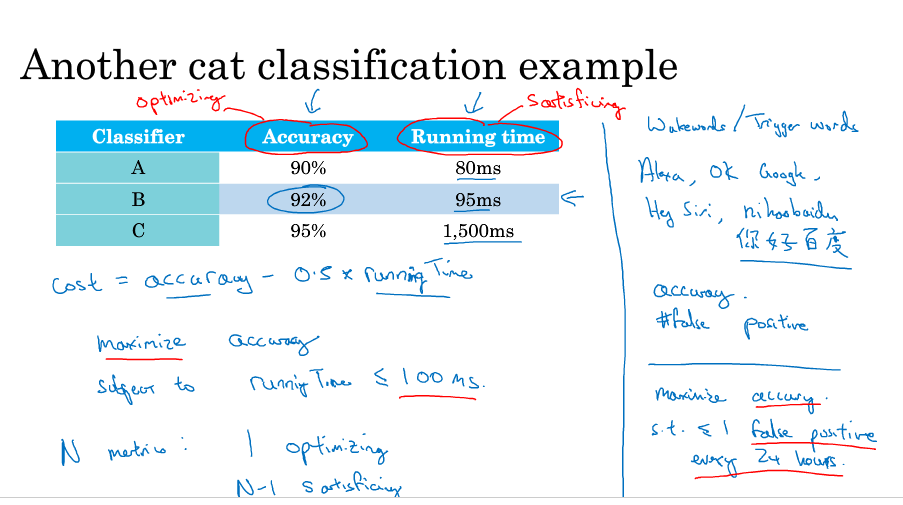 Another cat classification example
optimizing
Satisficing
Classifier Accuracy Running time
A 90% 80ms
B 92% 95ms
C 95% 1,500ms
Cost = accuracy - 0.5 x running Time
maximize accuracy
subject to running Time ≤ 100 ms.
N metrics: 1 optimizing
N-1 satisficing
Wakewords / Trigger words
Alexa, OK Google,
Hey Siri, nihaobaidu
你好百度
accuracy.
#false positive
maximize accuracy.
s.t. ≤ 1 false positive
every 24 hours.